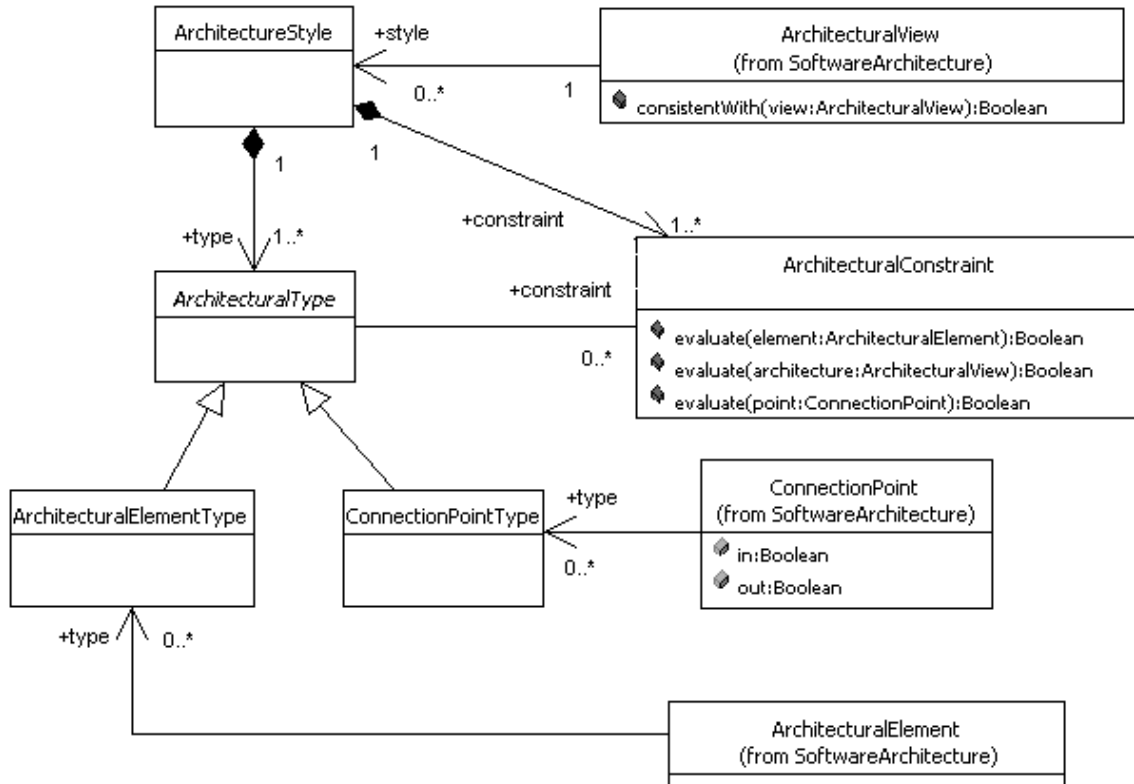 ArchitectureStyle
+style
0..*
1
ArchitecturalView
(from SoftwareArchitecture)
consistentWith(view:ArchitecturalView):Boolean
1
1
+constraint
1..*
+type
1..*
ArchitecturalType
+constraint
0..*
ArchitecturalConstraint
evaluate(element:ArchitecturalElement):Boolean
evaluate(architecture:ArchitecturalView):Boolean
evaluate(point:ConnectionPoint):Boolean
ArchitecturalElementType
ConnectionPointType
+type
0..*
ConnectionPoint
(from SoftwareArchitecture)
in:Boolean
out:Boolean
+type
0..*
ArchitecturalElement
(from SoftwareArchitecture)